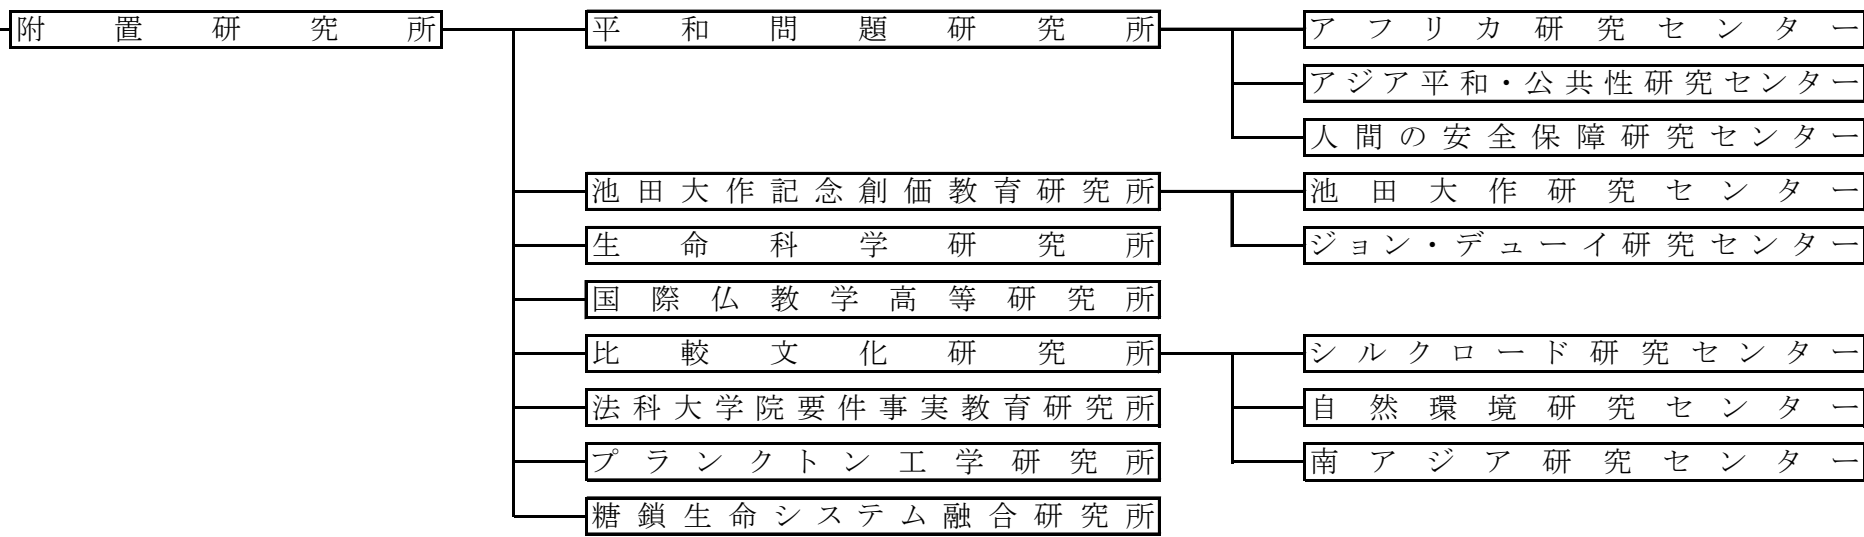 附置研究所
平和問題研究所
アフリカ研究センター
アジア平和・公共性研究センター
人間の安全保障研究センター
池田大作記念創価教育研究所
池田大作研究センター
生命科学研究所
ジョン・デューイ研究センター
国際仏教学高等研究所
比較文化研究所
シルクロード研究センター
法科大学院要件事実教育研究所
自然環境研究センター
プランクトン工学研究所
南アジア研究センター
糖鎖生命システム融合研究所